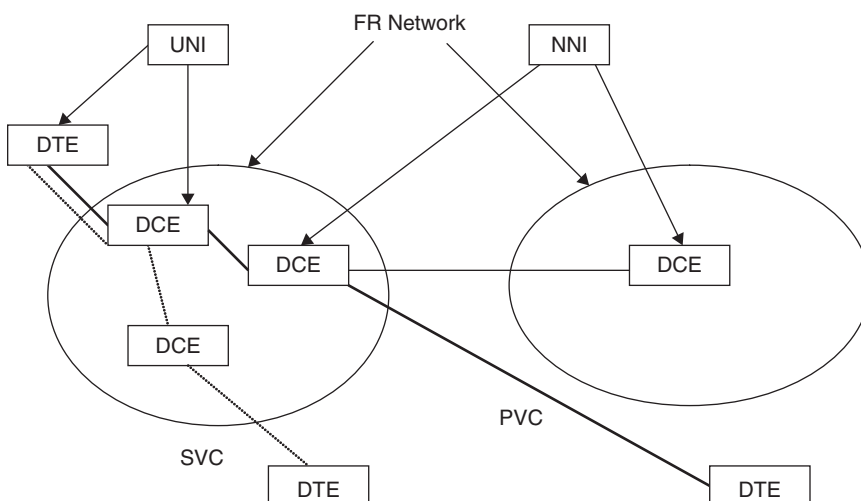 FR Network
UNI
NNI
DTE
DCE
DCE
DCE
DCE
PVC
SVC
DTE
DTE